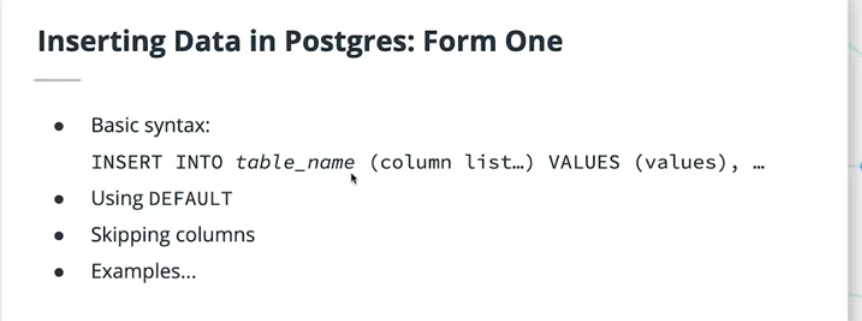 Inserting Data in Postgres: Form One
● Basic syntax:
INSERT INTO table_name (column list…) VALUES (values), …
● Using DEFAULT
● Skipping columns
● Examples...